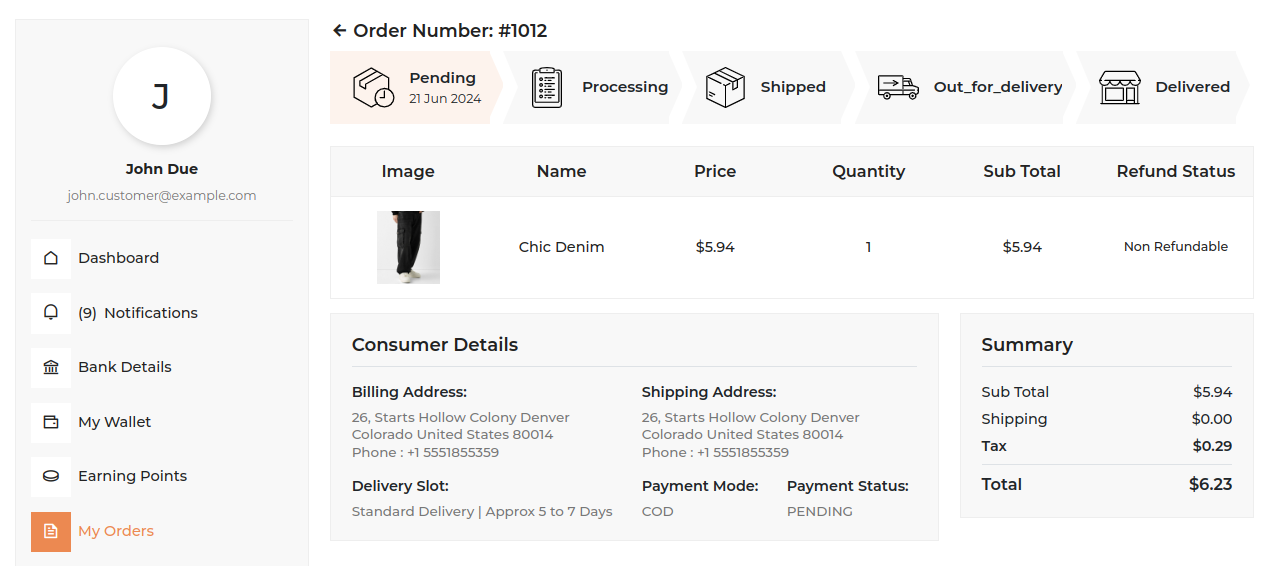 J
John Due
john.customer@example.com
Dashboard
(9) Notifications
Bank Details
My Wallet
Earning Points
My Orders
← Order Number: #1012
Pending
21 Jun 2024
Processing
Shipped
Out_for_delivery
Delivered
Image Name Price Quantity Sub Total Refund Status
Chic Denim $5.94 1 $5.94 Non Refundable
Consumer Details
Billing Address:
26, Starts Hollow Colony Denver
Colorado United States 80014
Phone : +1 5551855359
Shipping Address:
26, Starts Hollow Colony Denver
Colorado United States 80014
Phone : +1 5551855359
Delivery Slot:
Standard Delivery | Approx 5 to 7 Days
Payment Mode:
COD
Payment Status:
PENDING
Summary
Sub Total $5.94
Shipping $0.00
Tax $0.29
Total $6.23